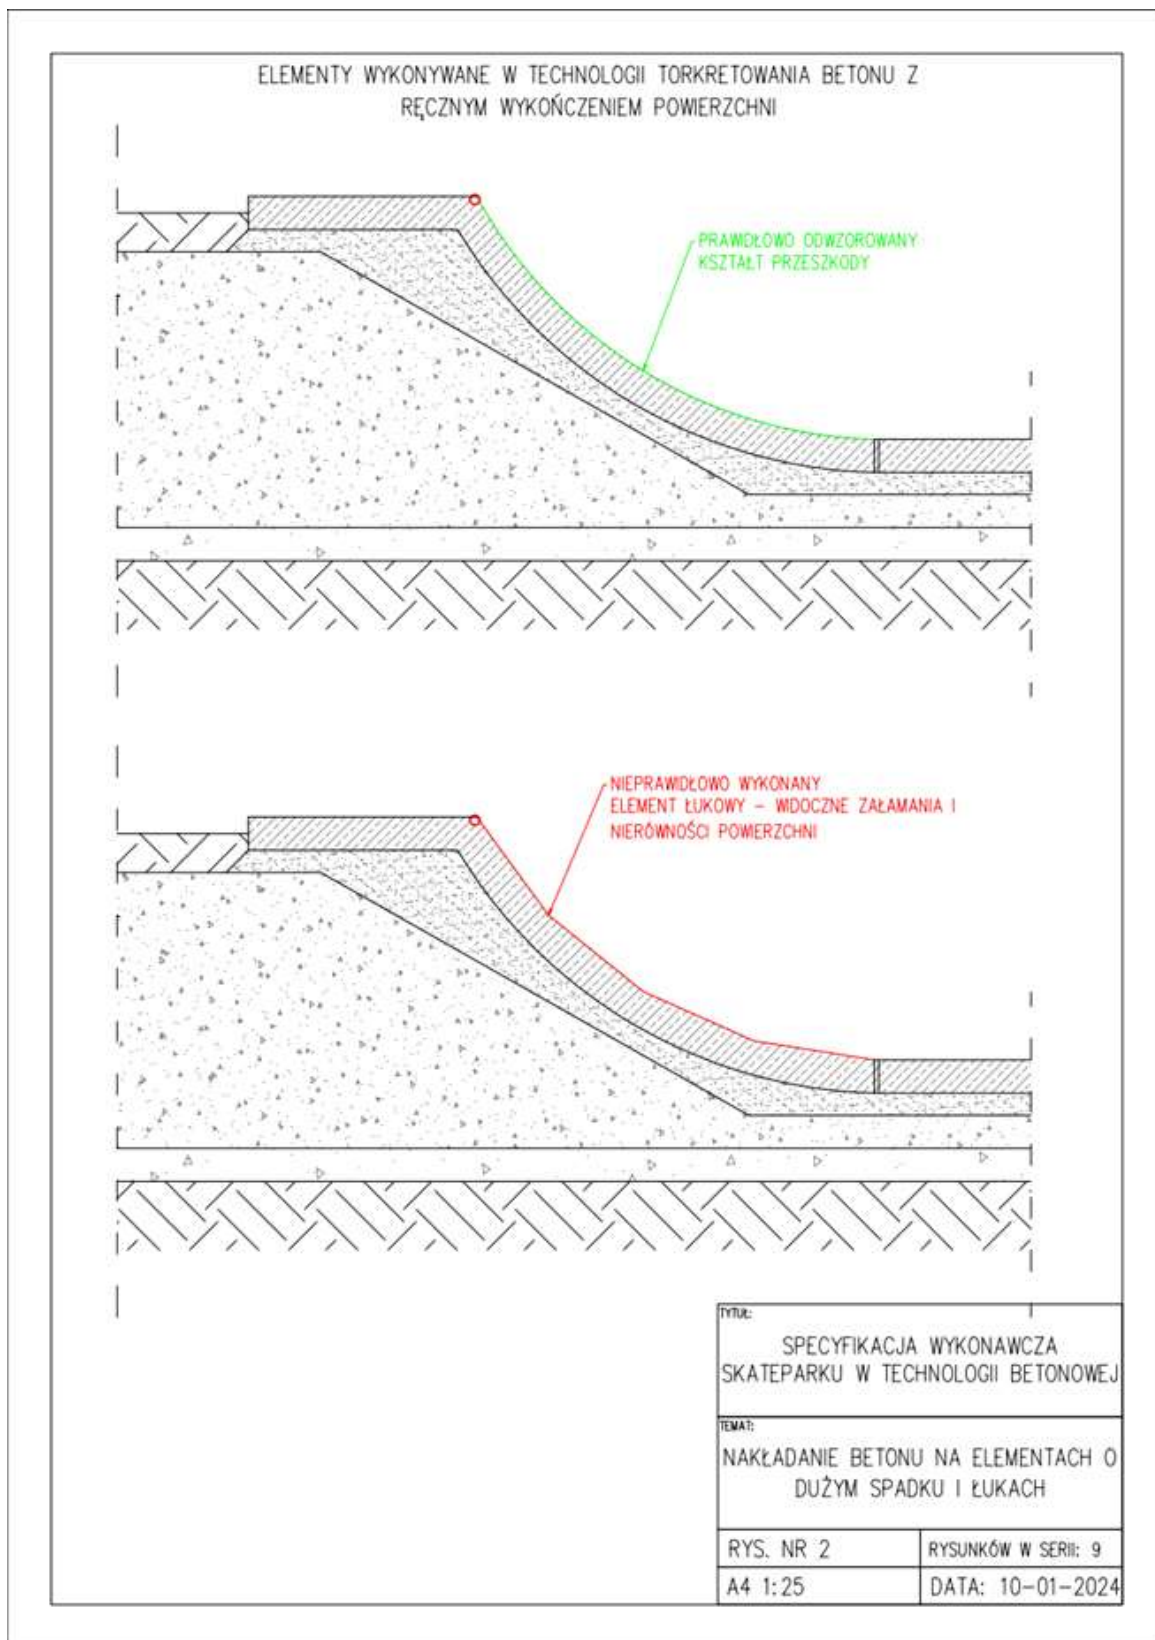 ELEMENTY WYKONYWANE W TECHNOLOGII TORKRETOWANIA BETONU Z
RĘCZNYM WYKOŃCZENIEM POWIERZCHNI
PRAWIDŁOWO ODWZOROWANY
KSZTAŁT PRZESZKODY
NIEPRAWIDŁOWO WYKONANY
ELEMENT ŁUKOWY – WIDOCZNE ZAŁAMANIA I
NIERÓWNOŚCI POWIERZCHNI
TYTUŁ:
SPECYFIKACJA WYKONAWCZA
SKATEPARKU W TECHNOLOGII BETONOWEJ
TEMAT:
NAKŁADANIE BETONU NA ELEMENTACH O
DUŻYM SPADKU I ŁUKACH
RYS. NR 2
RYSUNKÓW W SERII: 9
A4 1:25
DATA: 10-01-2024